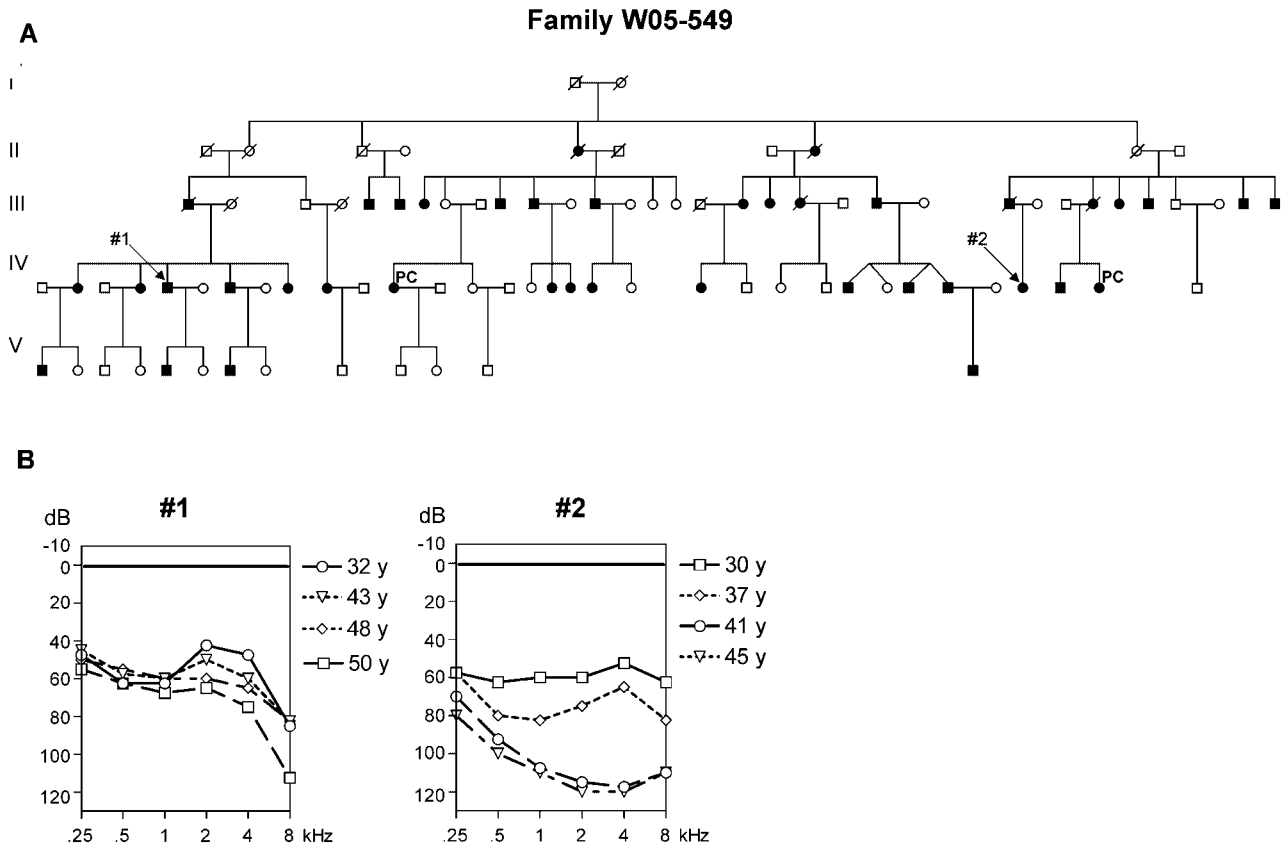 Family W05-549
A
I
II
III
#1
#2
IV
PC
PC
V
B
#1
#2
dB
dB
-10
0
20
40
60
80
100
120
.25 .5 1 2 4 8 kHz
32 y
43 y
48 y
50 y
-10
0
20
40
60
80
100
120
.25 .5 1 2 4 8 kHz
30 y
37 y
41 y
45 y